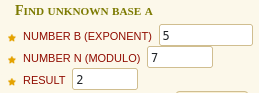 FIND UNKNOWN BASE A
NUMBER B (EXPONENT) 5
NUMBER N (MODULO) 7
RESULT 2